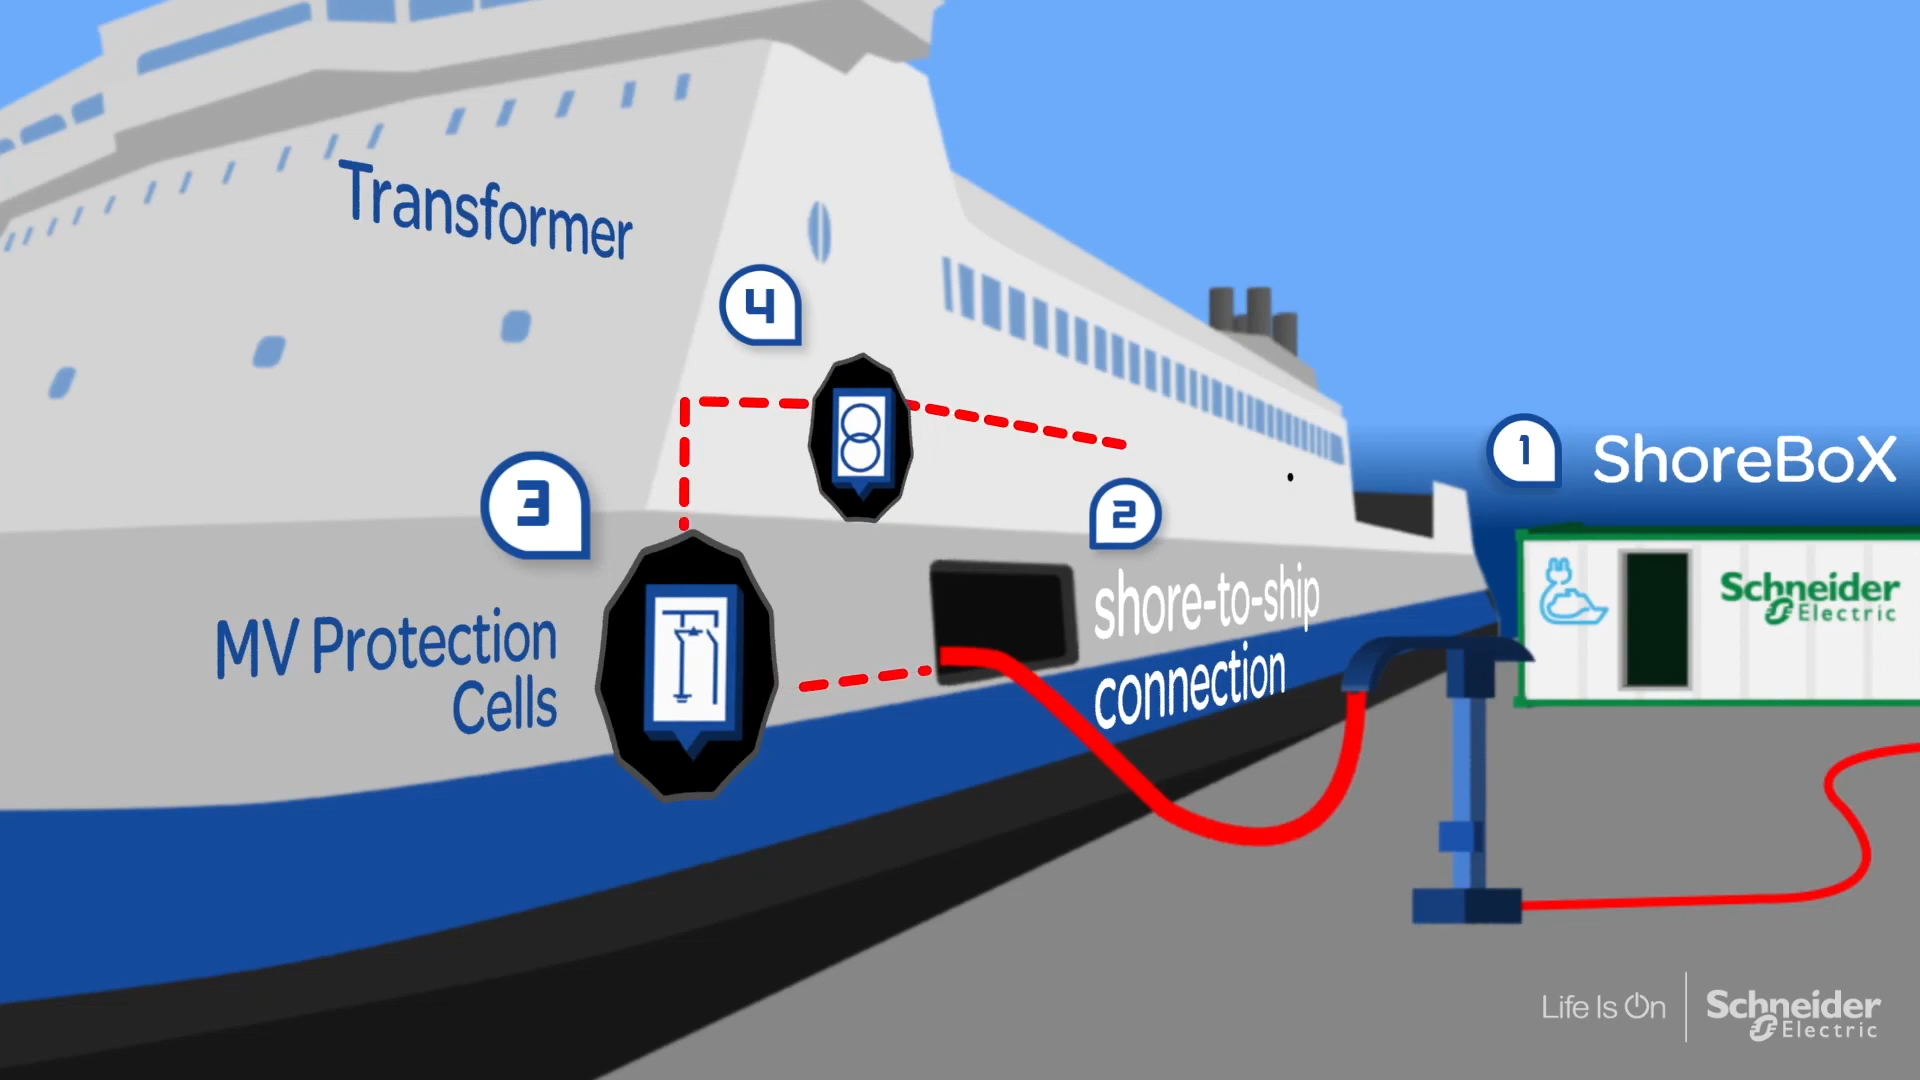 Transformer
4
1
ShoreBoX
3
2
shore-to-ship
connection
MV Protection
Cells
Schneider
Electric
Life Is On
Schneider
Electric